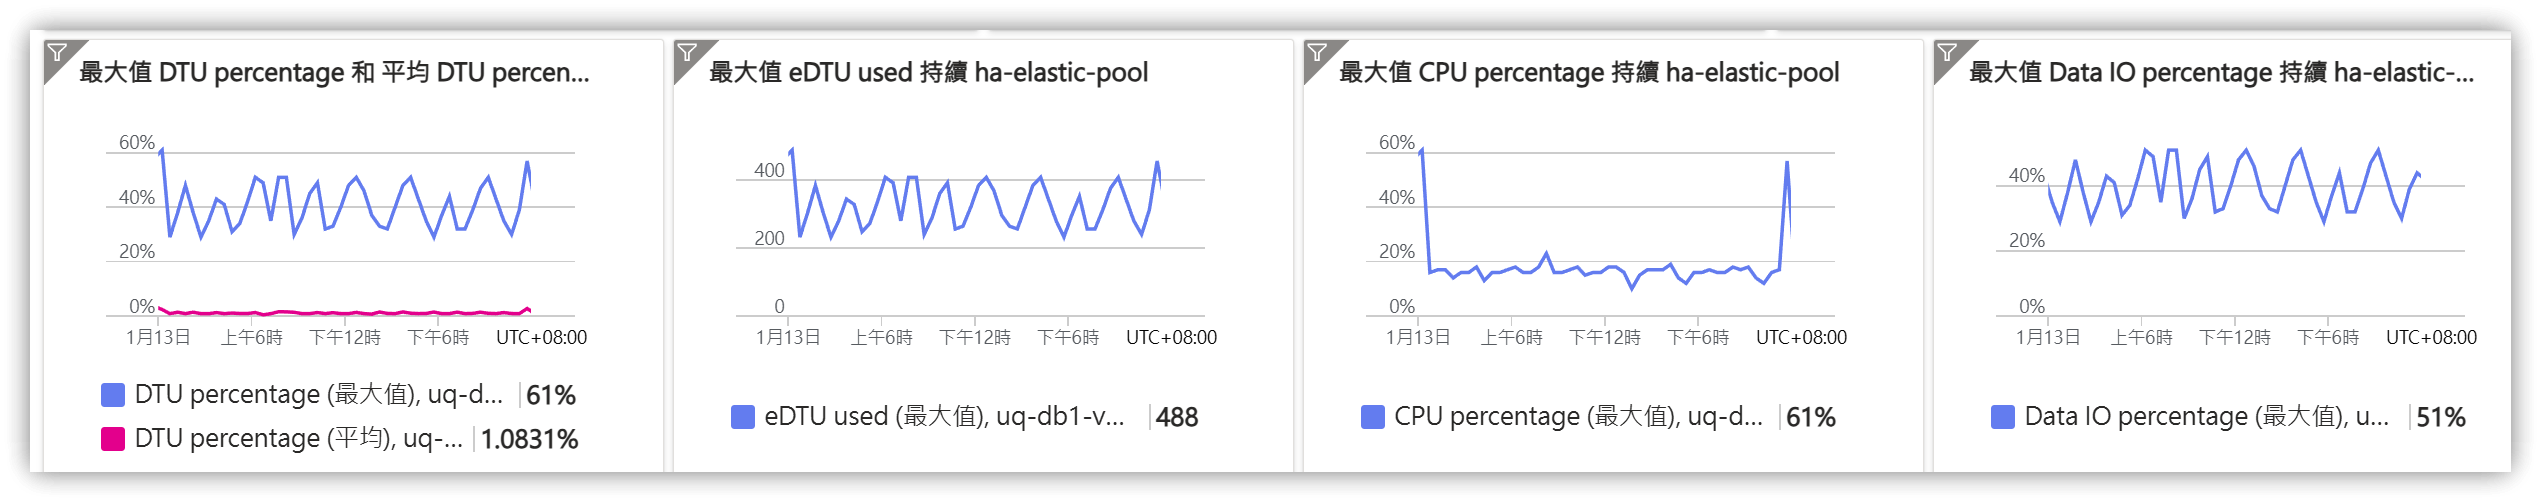 最大值 DTU percentage 和 平均 DTU percen...
60%
40%
20%
0%
1月13日 上午6時 下午12時 下午6時 UTC+08:00
DTU percentage (最大值), uq-d... 61%
DTU percentage (平均), uq-... 1.0831%
最大值 eDTU used 持續 ha-elastic-pool
400
200
0
1月13日 上午6時 下午12時 下午6時 UTC+08:00
eDTU used (最大值), uq-db1-v... 488
最大值 CPU percentage 持續 ha-elastic-pool
60%
40%
20%
0%
1月13日 上午6時 下午12時 下午6時 UTC+08:00
CPU percentage (最大值), uq-d... 61%
最大值 Data IO percentage 持續 ha-elastic-...
40%
20%
0%
1月13日 上午6時 下午12時 下午6時 UTC+08:00
Data IO percentage (最大值), u... 51%